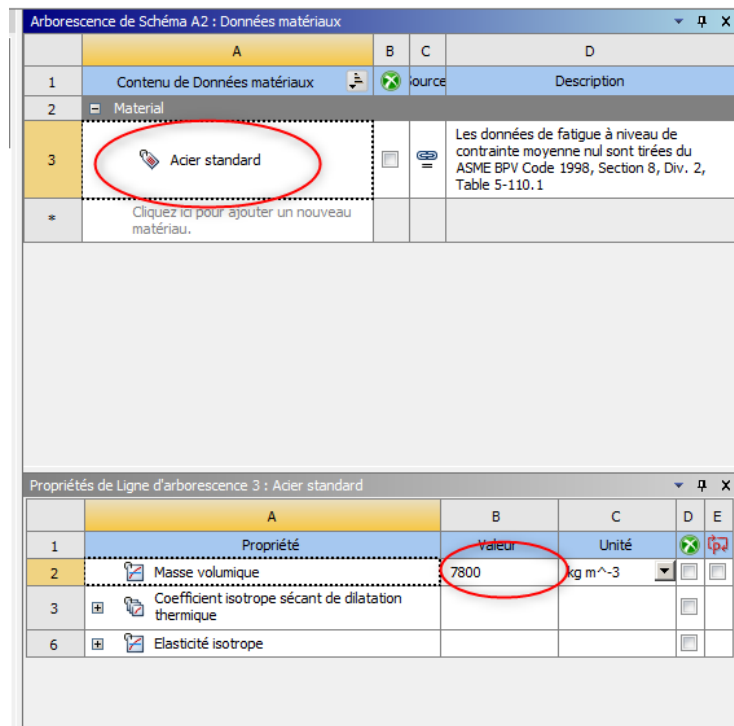 Arborescence de Schéma A2 : Données matériaux
A B C D
1 Contenu de Données matériaux Source Description
2 Material
3 Acier standard Les données de fatigue à niveau de
contrainte moyenne nul sont tirées du
ASME BPV Code 1998, Section 8, Div. 2,
Table 5-110.1
* Cliquez ici pour ajouter un nouveau
matériau.
Propriétés de Ligne d'arborescence 3 : Acier standard
A B C D E
1 Propriété Valeur Unité
2 Masse volumique 7800 kg m^-3
3 Coefficient isotrope sécant de dilatation
thermique
6 Elasticité isotrope